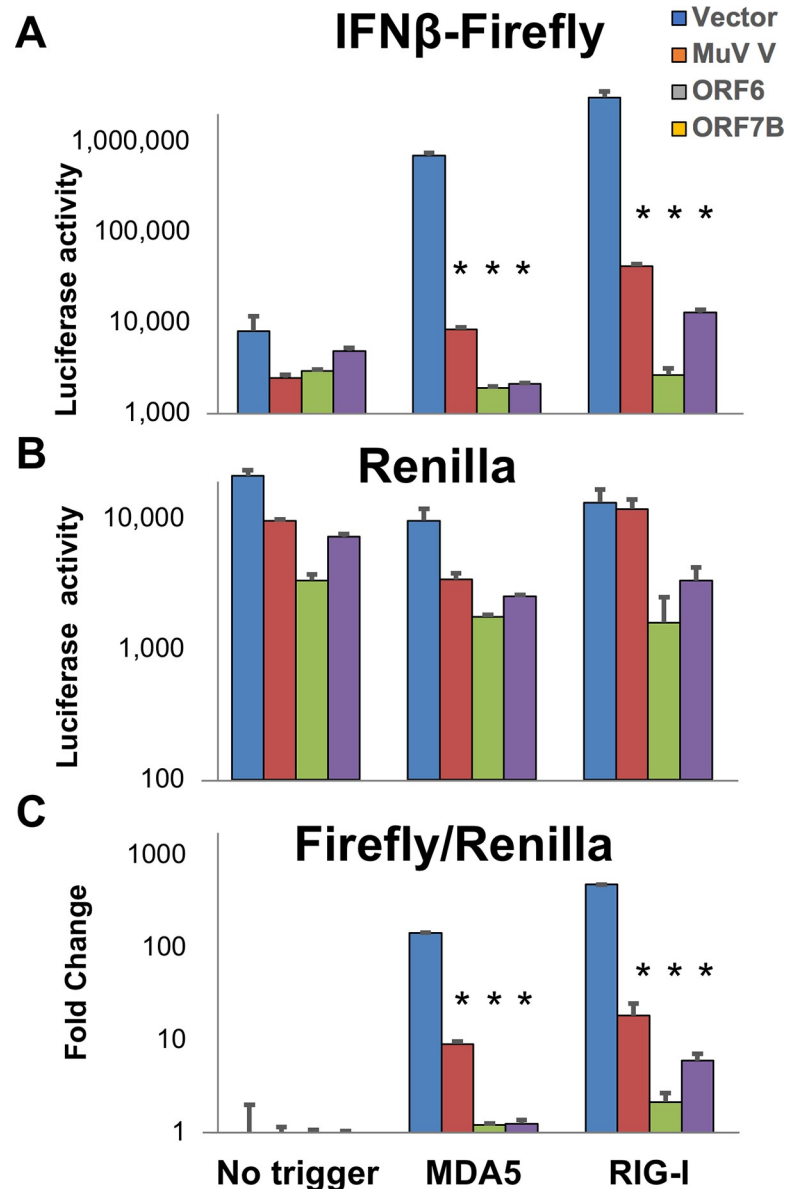 A
IFNβ-Firefly
Vector
MuV V
ORF6
ORF7B
Luciferase activity
1,000,000
100,000
10,000
1,000
* * *
* * *
B
Renilla
Luciferase activity
10,000
1,000
100
C
Firefly/Renilla
Fold Change
1000
100
10
1
* * *
* * *
No trigger MDA5 RIG-I